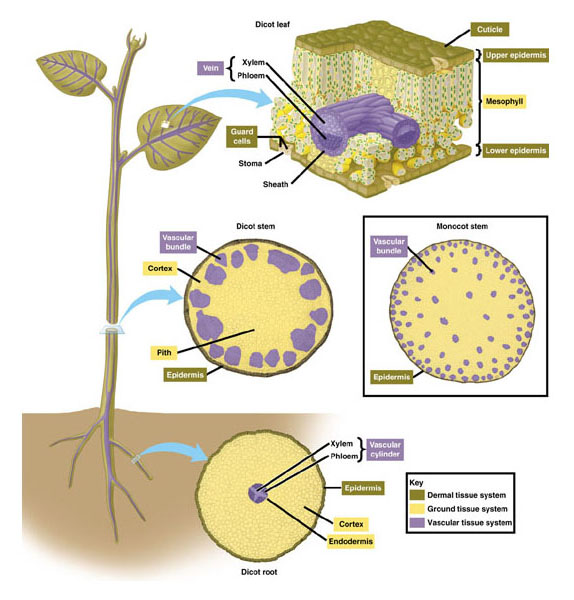 Dicot leaf
Cuticle
Upper epidermis
Vein
Xylem
Phloem
Mesophyll
Guard
cells
Stoma
Lower epidermis
Sheath
Dicot stem
Vascular
bundle
Cortex
Pith
Epidermis
Monocot stem
Vascular
bundle
Epidermis
Xylem
Phloem
Vascular
cylinder
Epidermis
Cortex
Endodermis
Dicot root
Key
Dermal tissue system
Ground tissue system
Vascular tissue system